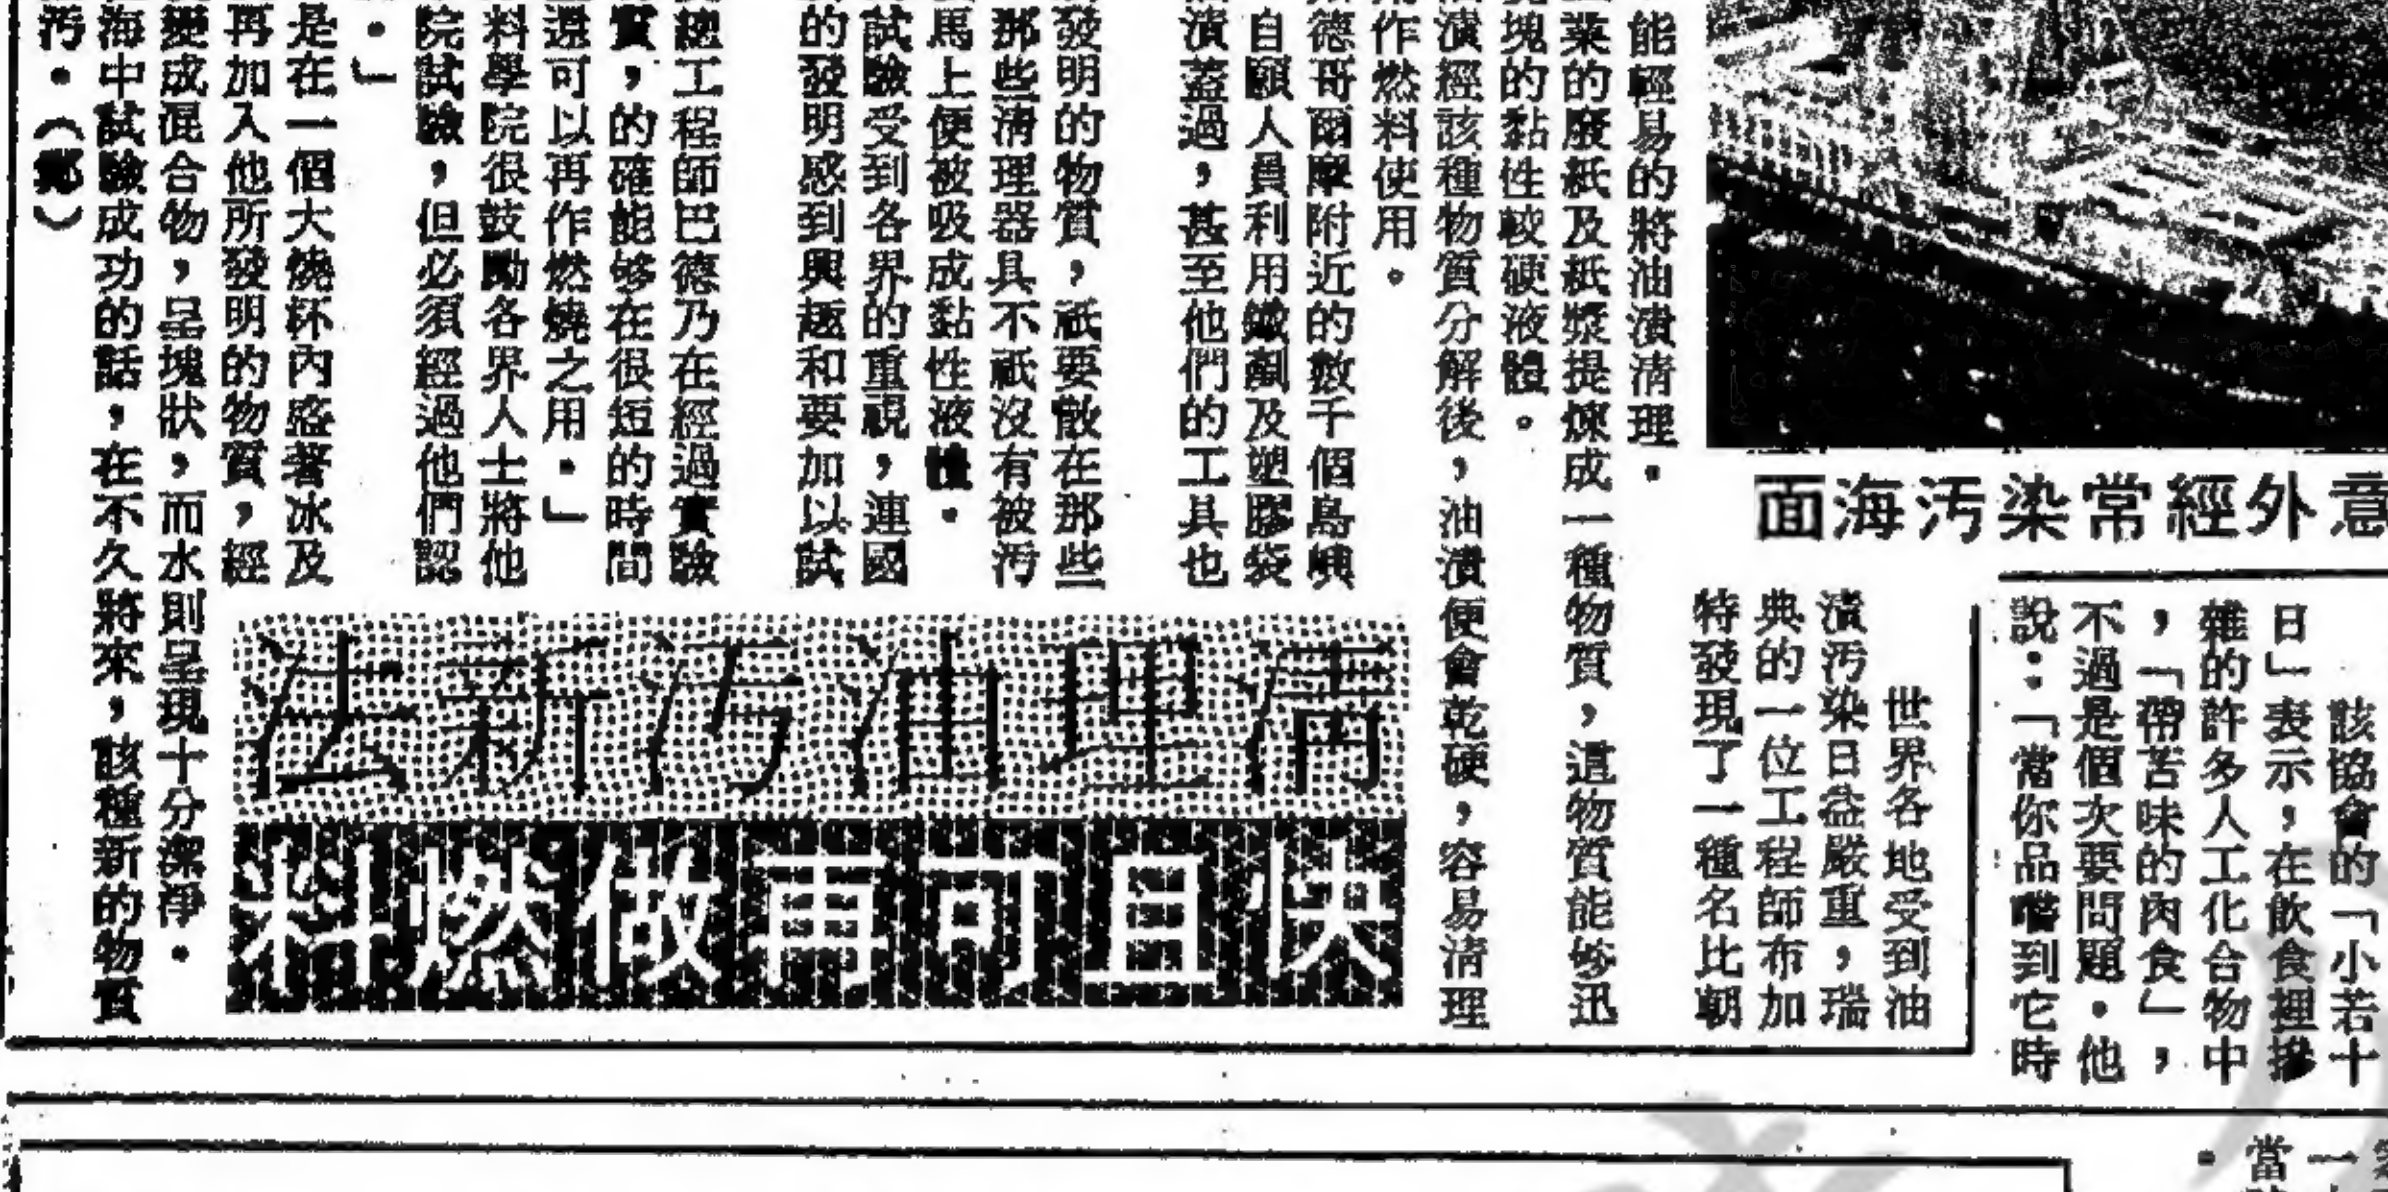 意外經常染污海面
該協會的「小若十
日」表示，在飲食裡摻
雜的許多人工化合物中
，「帶苦味的肉食」，
不過是個次要問題。他
說：「當你品嚐到它時
清理油污新法
快且可再做燃料
世界各地受到油
漬污染日益嚴重，瑞
典的一位工程師布加
特發現了一種名比朝
能輕易的將油漬清理。
業的廢紙及紙漿提煉成一種物質，這物質能够迅
塊的黏性較硬液體。
漬經該種物質分解後，油漬便會乾硬，容易清理
作燃料使用。
德哥爾摩附近的數千個島嶼
自願人員利用鐵剷及塑膠袋
漬蓋過，甚至他們的工具也
發明的物質，祇要散在那些
那些清理器具不祇沒有被污
馬上便被吸成黏性液體。
試驗受到各界的重視，連國
的發明感到興趣和要加以試
總工程師巴德乃在經過實驗
實，的確能够在很短的時間
還可以再作燃燒之用。」
料學院很鼓勵各界人士將他
院試驗，但必須經過他們認
。」
是在一個大燒杯內盛著冰及
再加入他所發明的物質，經
變成混合物，呈塊狀，而水則呈現十分潔淨。
海中試驗成功的話，在不久將來，該種新的物質
污。（鄭）
當
一